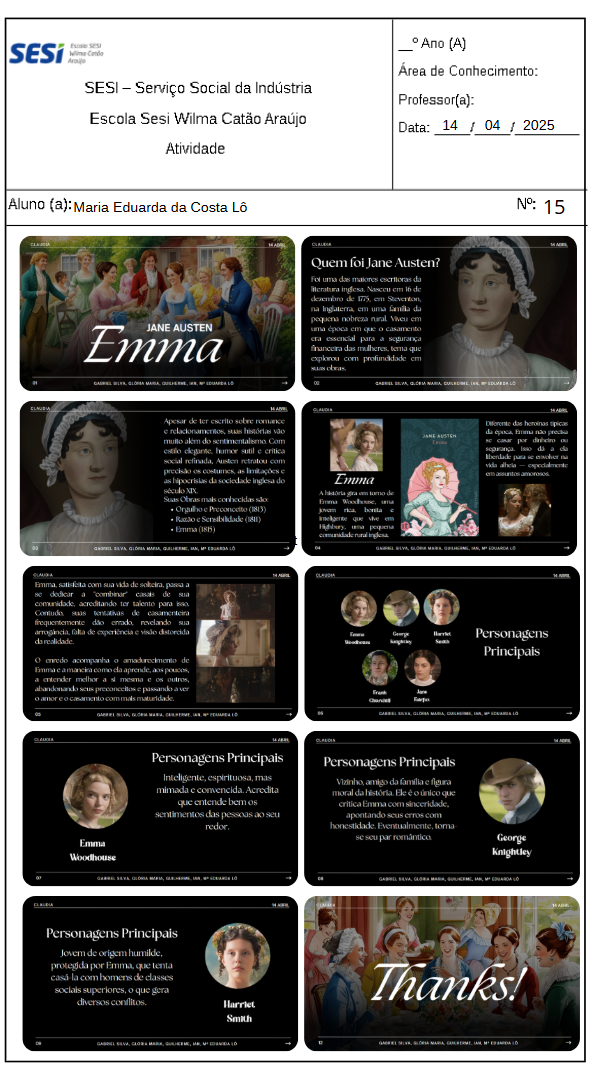 SESI Escola SESI
Wilma Catão
Araújo
SESI – Serviço Social da Indústria
Escola Sesi Wilma Catão Araújo
Atividade
__º Ano (A)
Área de Conhecimento:
Professor(a):
Data: 14 / 04 / 2025
Aluno (a): Maria Eduarda da Costa Lô
Nº: 15
CLAUDIA 14 ABRIL
JANE AUSTEN
Emma
01 GABRIEL SILVA, GLÓRIA MARIA, GUILHERME, IAN, Mª EDUARDA LÔ →
CLAUDIA 14 ABRIL
Quem foi Jane Austen?
Foi uma das maiores escritoras da
literatura inglesa. Nasceu em 16 de
dezembro de 1775, em Steventon,
na Inglaterra, em uma família da
pequena nobreza rural. Viveu em
uma época em que o casamento
era essencial para a segurança
financeira das mulheres, tema que
explorou com profundidade em
suas obras.
02 GABRIEL SILVA, GLÓRIA MARIA, GUILHERME, IAN, Mª EDUARDA LÔ →
CLAUDIA 14 ABRIL
Apesar de ter escrito sobre romance
e relacionamentos, suas histórias vão
muito além do sentimentalismo. Com
estilo elegante, humor sutil e crítica
social refinada, Austen retratou com
precisão os costumes, as limitações e
as hipocrisias da sociedade inglesa do
século XIX.
Suas Obras mais conhecidas são:
• Orgulho e Preconceito (1813)
• Razão e Sensibilidade (1811)
• Emma (1815)
03 GABRIEL SILVA, GLÓRIA MARIA, GUILHERME, IAN, Mª EDUARDA LÔ →
t
CLAUDIA 14 ABRIL
Emma
A história gira em torno de
Emma Woodhouse, uma
jovem rica, bonita e
inteligente que vive em
Highbury, uma pequena
comunidade rural inglesa.
JANE AUSTEN
Emma
Diferente das heroínas típicas
da época, Emma não precisa
se casar por dinheiro ou
segurança. Isso dá a ela
liberdade para se envolver na
vida alheia — especialmente
em assuntos amorosos.
04 GABRIEL SILVA, GLÓRIA MARIA, GUILHERME, IAN, Mª EDUARDA LÔ →
CLAUDIA 14 ABRIL
Emma, satisfeita com sua vida de solteira, passa a
se dedicar a "combinar" casais de sua
comunidade, acreditando ter talento para isso.
Contudo, suas tentativas de casamenteira
frequentemente dão errado, revelando sua
arrogância, falta de experiência e visão distorcida
da realidade.
O enredo acompanha o amadurecimento de
Emma e a maneira como ela aprende, aos poucos,
a entender melhor a si mesma e os outros,
abandonando seus preconceitos e passando a ver
o amor e o casamento com mais maturidade.
05 GABRIEL SILVA, GLÓRIA MARIA, GUILHERME, IAN, Mª EDUARDA LÔ →
CLAUDIA 14 ABRIL
Emma
Woodhouse
George
Knightley
Harriet
Smith
Frank
Churchill
Jane
Fairfax
Personagens
Principais
06 GABRIEL SILVA, GLÓRIA MARIA, GUILHERME, IAN, Mª EDUARDA LÔ →
CLAUDIA 14 ABRIL
Emma
Woodhouse
Personagens Principais
Inteligente, espirituosa, mas
mimada e convencida. Acredita
que entende bem os
sentimentos das pessoas ao seu
redor.
07 GABRIEL SILVA, GLÓRIA MARIA, GUILHERME, IAN, Mª EDUARDA LÔ →
CLAUDIA 14 ABRIL
Personagens Principais
Vizinho, amigo da família e figura
moral da história. Ele é o único que
critica Emma com sinceridade,
apontando seus erros com
honestidade. Eventualmente, torna-
se seu par romântico.
George
Knightley
08 GABRIEL SILVA, GLÓRIA MARIA, GUILHERME, IAN, Mª EDUARDA LÔ →
CLAUDIA 14 ABRIL
Personagens Principais
Jovem de origem humilde,
protegida por Emma, que tenta
casá-la com homens de classes
sociais superiores, o que gera
diversos conflitos.
Harriet
Smith
09 GABRIEL SILVA, GLÓRIA MARIA, GUILHERME, IAN, Mª EDUARDA LÔ →
CLAUDIA 14 ABRIL
Thanks!
12 GABRIEL SILVA, GLÓRIA MARIA, GUILHERME, IAN, Mª EDUARDA LÔ →